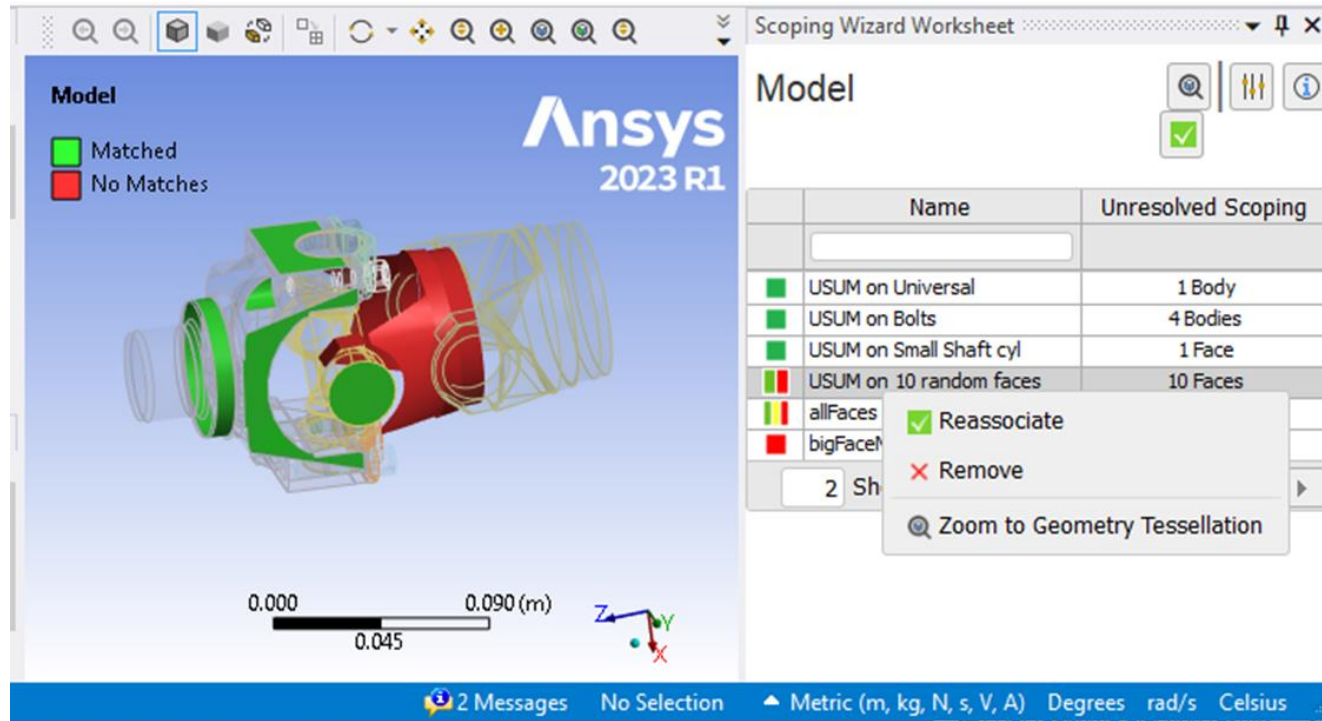 Scoping Wizard Worksheet
Model
Matched
No Matches
Ansys
2023 R1
0.000
0.090 (m)
0.045
Z
Y
X
Model
Name
Unresolved Scoping
USUM on Universal
1 Body
USUM on Bolts
4 Bodies
USUM on Small Shaft cyl
1 Face
USUM on 10 random faces
10 Faces
allFaces
bigFace
2 Sh
Reassociate
Remove
Zoom to Geometry Tessellation
2 Messages
No Selection
Metric (m, kg, N, s, V, A)
Degrees
rad/s
Celsius